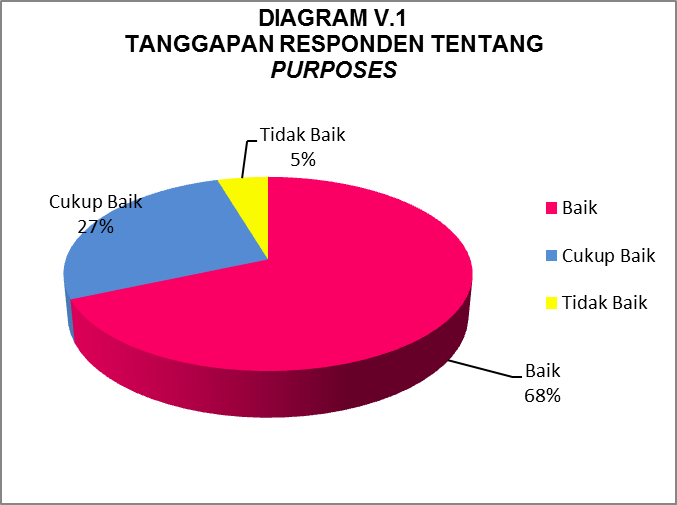 DIAGRAM V.1
TANGGAPAN RESPONDEN TENTANG
PURPOSES
Tidak Baik
5%
Cukup Baik
27%
Baik
Cukup Baik
Tidak Baik
Baik
68%